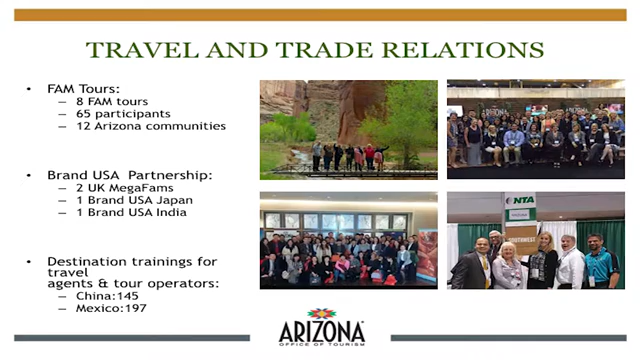 TRAVEL AND TRADE RELATIONS
• FAM Tours:
– 8 FAM tours
– 65 participants
– 12 Arizona communities
• Brand USA Partnership:
– 2 UK MegaFams
– 1 Brand USA Japan
– 1 Brand USA India
• Destination trainings for
travel
agents & tour operators:
– China:145
– Mexico:197
ARIZONA
NTA
SOUTHWEST
ARIZONA
OFFICE OF TOURISM